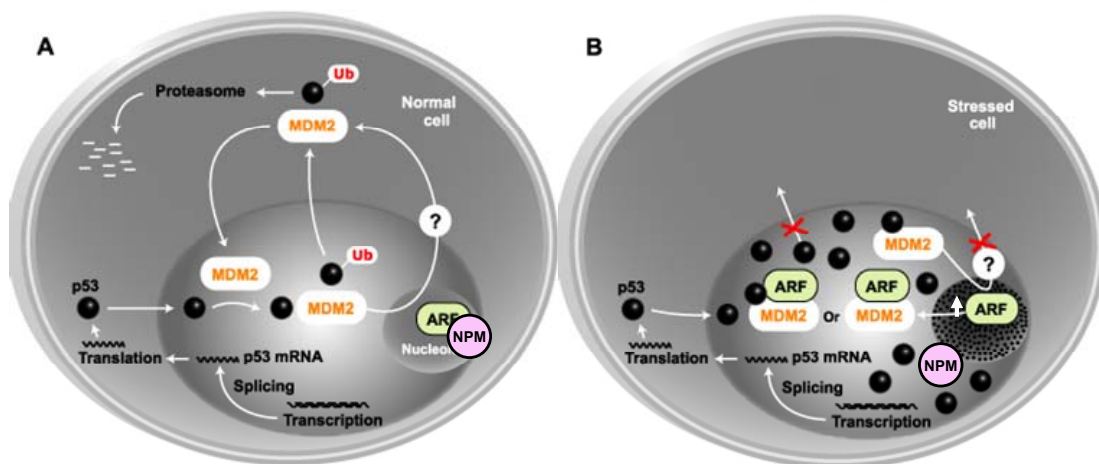 A
Ub
Proteasome
Normal
cell
MDM2
?
Ub
MDM2
p53
MDM2
ARF
NPM
Translation
p53 mRNA
Splicing
Transcription
B
Stressed
cell
MDM2
?
p53
ARF
ARF
ARF
MDM2
Or
MDM2
Translation
p53 mRNA
NPM
Splicing
Transcription